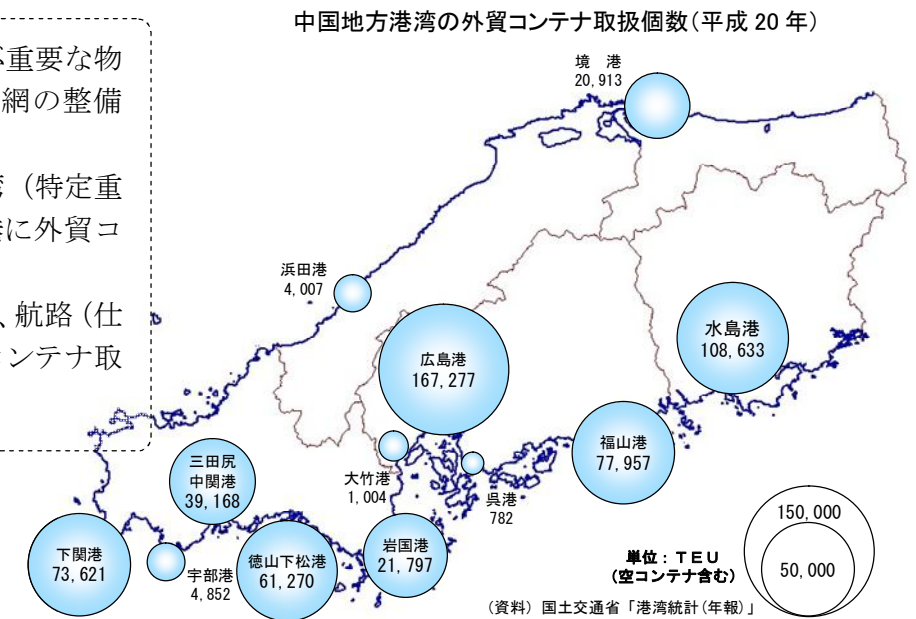 中国地方港湾の外貿コンテナ取扱個数(平成20年)
重要な物
網の整備
(特定重
に外貿コ
、航路(仕
ンテナ取
境 港
20,913
浜田港
4,007
広島港
167,277
水島港
108,633
福山港
77,957
大竹港
1,004
呉港
782
三田尻
中関港
39,168
下関港
73,621
宇部港
4,852
徳山下松港
61,270
岩国港
21,797
150,000
50,000
単位:TEU
(空コンテナ含む)
(資料) 国土交通省「港湾統計(年報)」